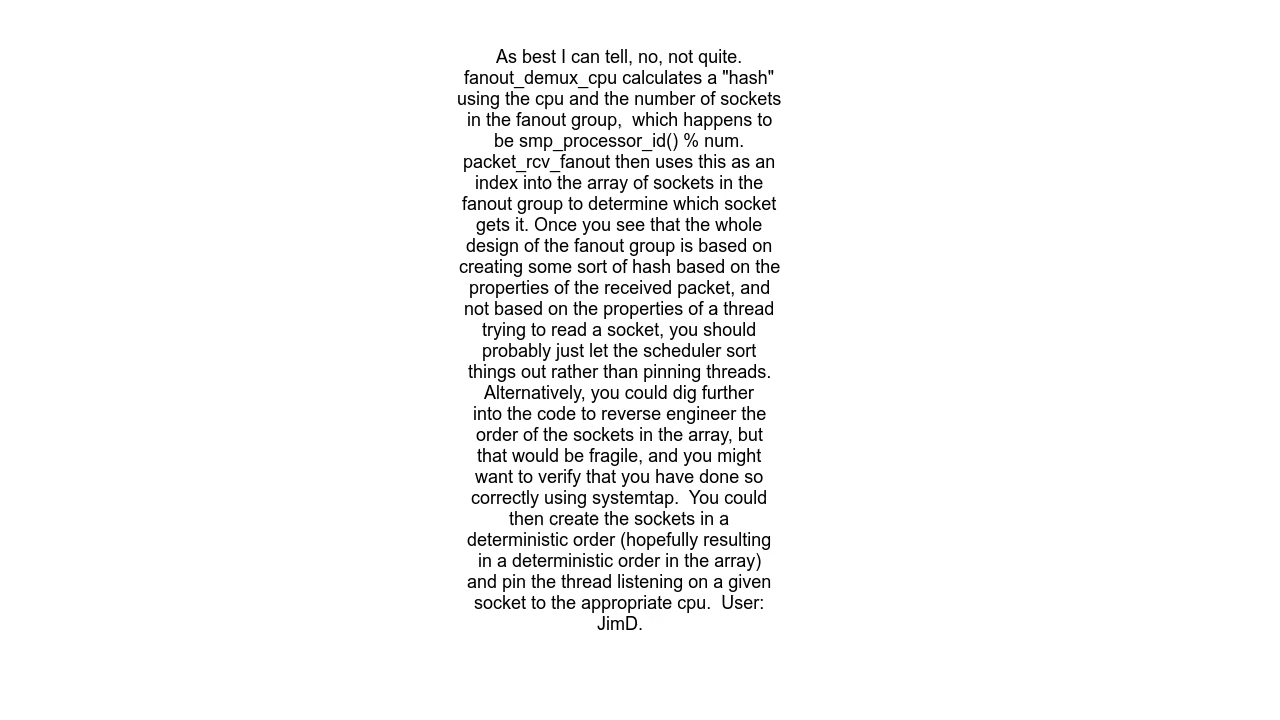 As best I can tell, no, not quite.
fanout_demux_cpu calculates a "hash"
using the cpu and the number of sockets
in the fanout group,  which happens to
be smp_processor_id() % num.
packet_rcv_fanout then uses this as an
index into the array of sockets in the
fanout group to determine which socket
gets it. Once you see that the whole
design of the fanout group is based on
creating some sort of hash based on the
properties of the received packet, and
not based on the properties of a thread
trying to read a socket, you should
probably just let the scheduler sort
things out rather than pinning threads.
Alternatively, you could dig further
into the code to reverse engineer the
order of the sockets in the array, but
that would be fragile, and you might
want to verify that you have done so
correctly using systemtap.  You could
then create the sockets in a
deterministic order (hopefully resulting
in a deterministic order in the array)
and pin the thread listening on a given
socket to the appropriate cpu.  User:
JimD.